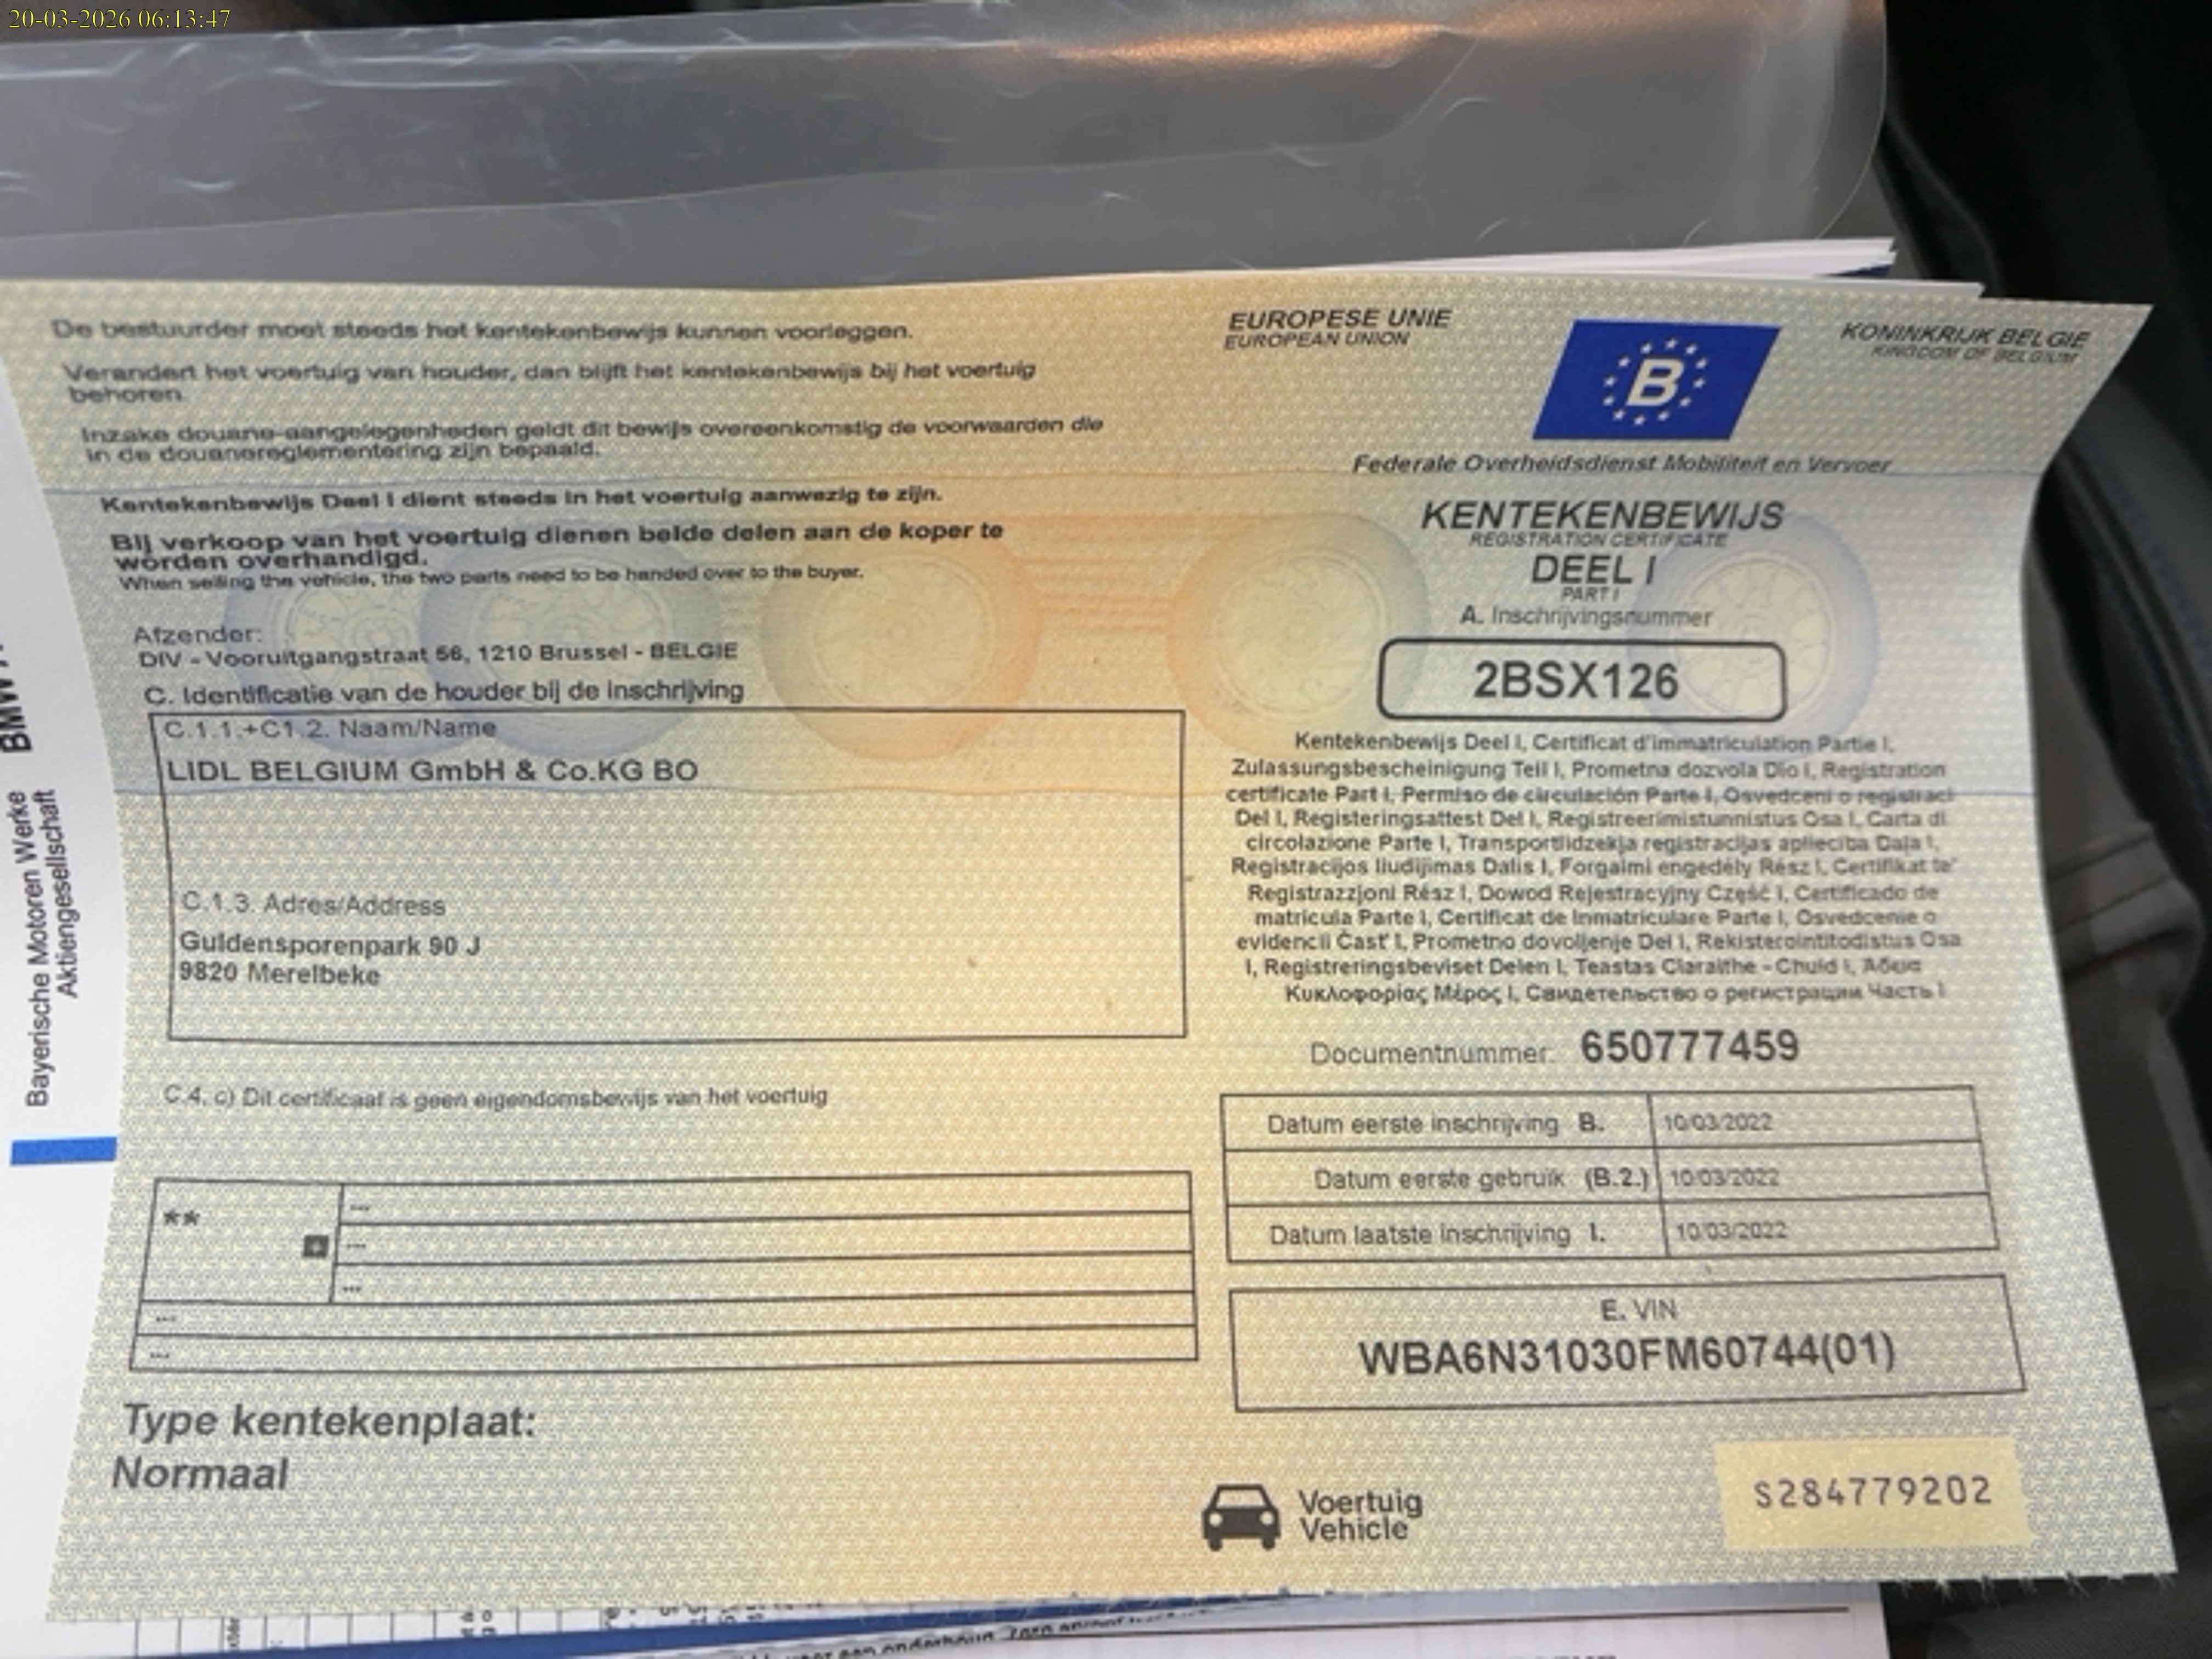 20-03-2026 06:13:47
De bestuurder moet steeds het kentekenbewijs kunnen voorleggen.
Verandert het voertuig van houder, dan blijft het kentekenbewijs bij het voertuig
behoren
Inzake douane-aangelegenheden geldt dit bewijs overeenkomstig de voorwaarden die
in de douanereglementering zijn bepaald.
Kentekenbewijs Deel I dient steeds in het voertuig aanwezig te zijn.
Bij verkoop van het voertuig dienen beide delen aan de koper te
worden overhandigd.
When selling the vehicle, the two parts need to be handed over to the buyer.
Afzender:
DIV - Vooruitgangstraat 56, 1210 Brussel - BELGIE
C. Identificatie van de houder bij de inschrijving
C.1.1.+C1.2. Naam/Name
LIDL BELGIUM GmbH & Co.KG BO
C.1.3. Adres/Address
Guldensporenpark 90 J
9820 Merelbeke
C.4. c) Dit certificaat is geen eigendomsbewijs van het voertuig
**
+
---
---
---
---
---
Type kentekenplaat:
Normaal
EUROPESE UNIE
EUROPEAN UNION
B
KONINKRIJK BELGIE
KINGDOM OF BELGIUM
Federale Overheidsdienst Mobiliteit en Vervoer
KENTEKENBEWIJS
REGISTRATION CERTIFICATE
DEEL I
PART I
A. Inschrijvingsnummer
2BSX126
Kentekenbewijs Deel I, Certificat d'immatriculation Partie I,
Zulassungsbescheinigung Teil I, Prometna dozvola Dio I, Registration
certificate Part I, Permiso de circulación Parte I, Osvedceni o registraci
Del I, Registeringsattest Del I, Registreerimistunnistus Osa I, Carta di
circolazione Parte I, Transportlidzekja registracijas aplieciba Daja I,
Registracijos liudijimas Dalis I, Forgalmi engedély Rész I, Certifikat ta'
Registrazzjoni Rész I, Dowod Rejestracyjny Część I, Certificado de
matricula Parte I, Certificat de Inmatriculare Parte I, Osvedcenie o
evidencii Časť I, Prometno dovoljenje Del I, Rekisterointitodistus Osa
I, Registreringsbeviset Delen I, Teastas Claraithe - Chuid I, Αδεια
Κυκλοφορίας Μέρος I, Свидетельство о регистрации Часть I
Documentnummer: 650777459
Datum eerste inschrijving B. 10/03/2022
Datum eerste gebruik (B.2.) 10/03/2022
Datum laatste inschrijving I. 10/03/2022
E. VIN
WBA6N31030FM60744(01)
Voertuig
Vehicle
S284779202
Bayerische Motoren Werke
Aktiengesellschaft